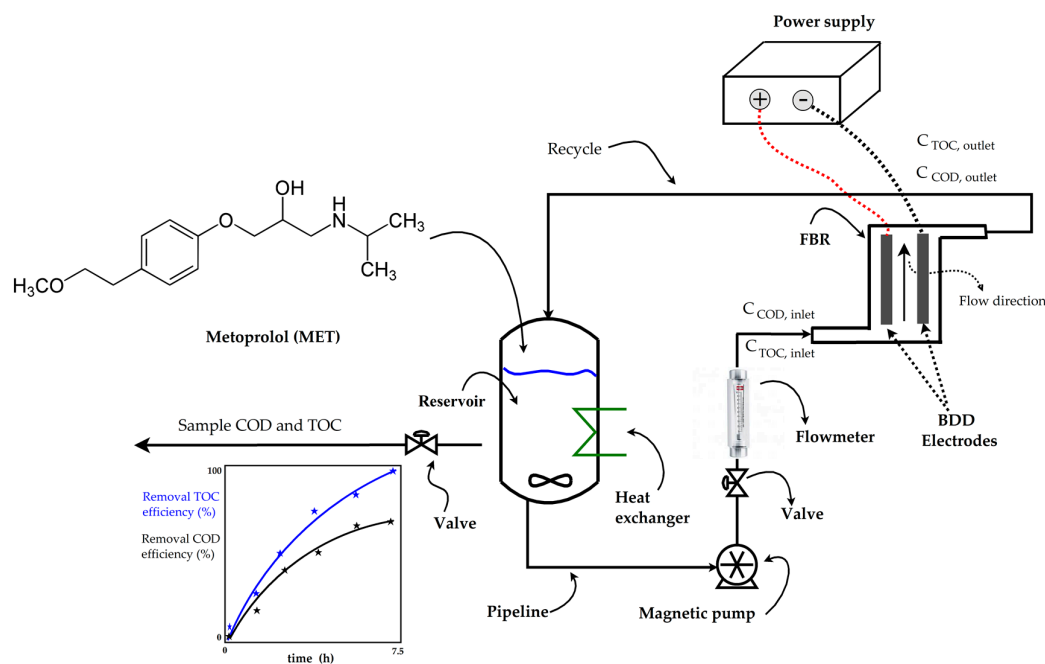 Power supply
+
-
C TOC, outlet
C COD, outlet
Recycle
OH
O
H
N
CH3
CH3
H3CO
Metoprolol (MET)
FBR
Flow direction
C COD, inlet
C TOC, inlet
Reservoir
BDD
Electrodes
Flowmeter
Sample COD and TOC
Valve
Heat
exchanger
Valve
Pipeline
Magnetic pump
100
Removal TOC
efficiency (%)
Removal COD
efficiency (%)
0
0
7.5
time (h)